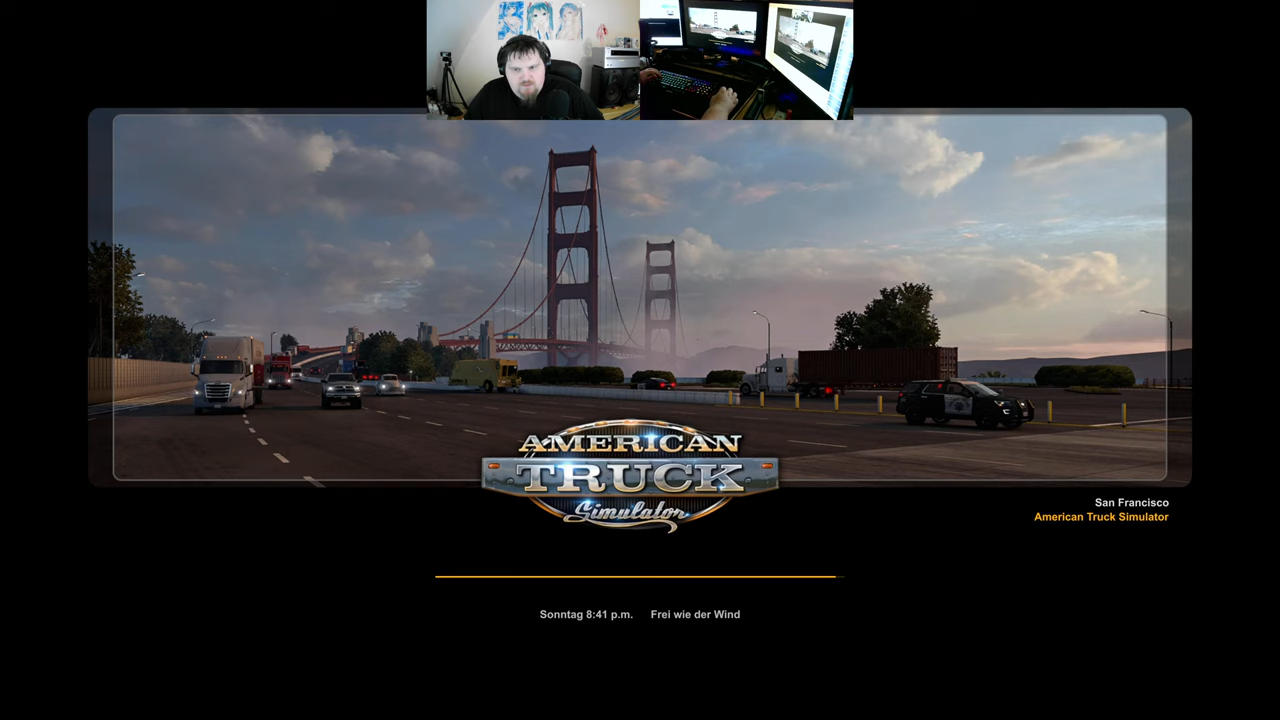 AMERICAN
TRUCK
Simulator
San Francisco
American Truck Simulator
Sonntag 8:41 p.m. Frei wie der Wind